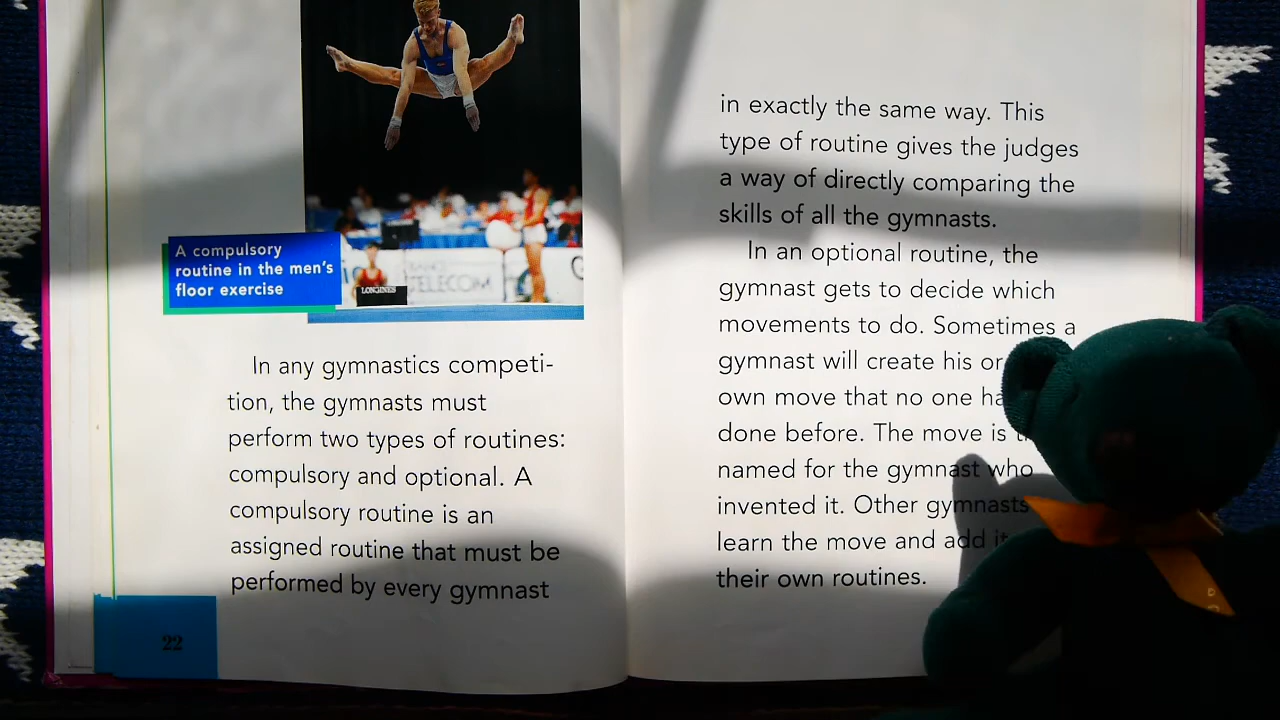 A compulsory
routine in the men's
floor exercise
TELECOM
LONGINES
In any gymnastics competi-
tion, the gymnasts must
perform two types of routines:
compulsory and optional. A
compulsory routine is an
assigned routine that must be
performed by every gymnast
22
in exactly the same way. This
type of routine gives the judges
a way of directly comparing the
skills of all the gymnasts.
In an optional routine, the
gymnast gets to decide which
movements to do. Sometimes a
gymnast will create his or
own move that no one
done before. The move is
named for the gymnast who
invented it. Other gymnasts
learn the move and add it
their own routines.